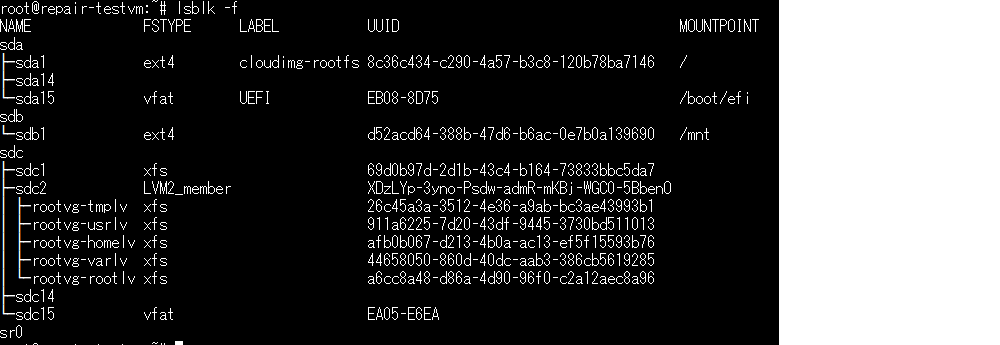 root@repair-testvm:~# lsblk -f
NAME FSTYPE LABEL UUID MOUNTPOINT
sda
├─sda1 ext4 cloudimg-rootfs 8c36c434-c290-4a57-b3c8-120b78ba7146 /
├─sda14
└─sda15 vfat UEFI EB08-8D75 /boot/efi
sdb
└─sdb1 ext4 d52acd64-388b-47d6-b6ac-0e7b0a139690 /mnt
sdc
├─sdc1 xfs 69d0b97d-2d1b-43c4-b164-73833bbc5da7
├─sdc2 LVM2_member XDzLYp-3yno-Psdw-admR-mKBj-WGC0-5Bben0
│ ├─rootvg-tmplv xfs 26c45a3a-3512-4e36-a9ab-bc3ae43993b1
│ ├─rootvg-usrlv xfs 911a6225-7d20-43df-9445-3730bd511013
│ ├─rootvg-homelv xfs afb0b067-d213-4b0a-ac13-ef5f15593b76
│ ├─rootvg-varlv xfs 44658050-860d-40dc-aab3-386cb5619285
│ └─rootvg-rootlv xfs a6cc8a48-d86a-4d90-96f0-c2a12aec8a96
├─sdc14
└─sdc15 vfat EA05-E6EA
sr0
root@repair-testvm:~#